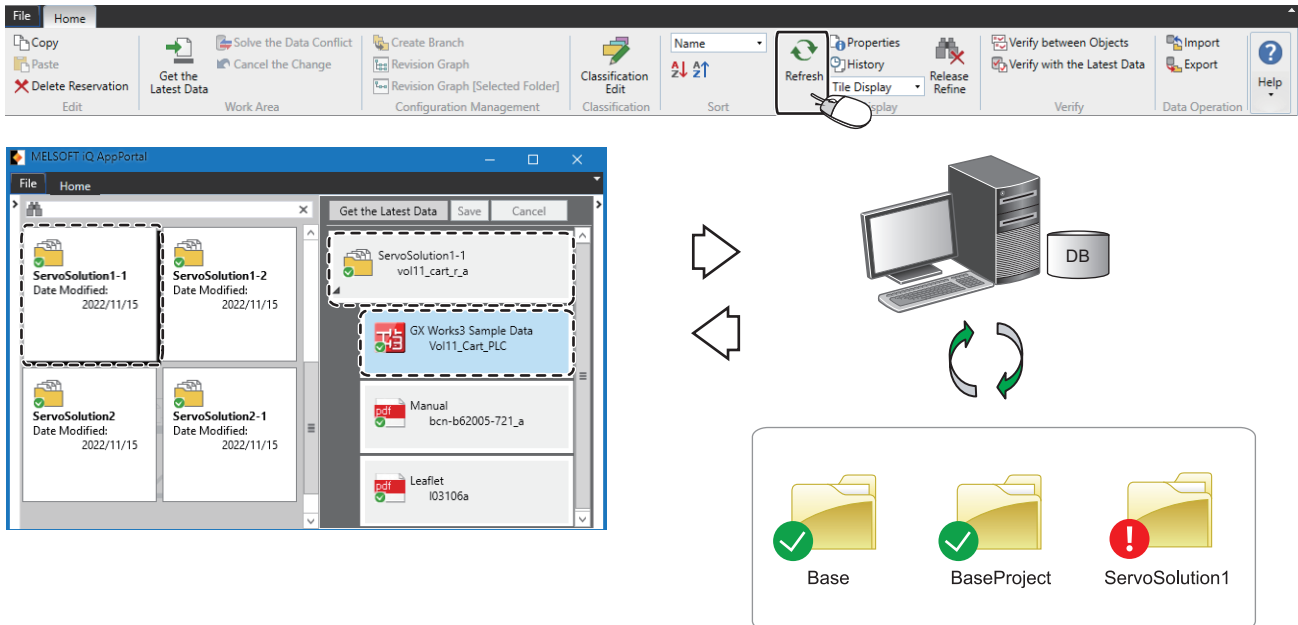 File
Home
Copy
Paste
Delete Reservation
Edit
Get the
Latest Data
Solve the Data Conflict
Cancel the Change
Work Area
Create Branch
Revision Graph
Revision Graph [Selected Folder]
Configuration Management
Classification
Edit
Classification
Name
Sort
Refresh
Properties
History
Tile Display
Release
Refine
Verify between Objects
Verify with the Latest Data
Verify
Import
Export
Data Operation
Help
MELSOFT iQ AppPortal
File
Home
ServoSolution1-1
Date Modified:
2022/11/15
ServoSolution1-2
Date Modified:
2022/11/15
ServoSolution2
Date Modified:
2022/11/15
ServoSolution2-1
Date Modified:
2022/11/15
Get the Latest Data
Save
Cancel
ServoSolution1-1
vol11_cart_r_a
GX Works3 Sample Data
Vol11_Cart_PLC
pdf
Manual
bcn-b62005-721_a
pdf
Leaflet
l03106a
DB
Base
BaseProject
ServoSolution1